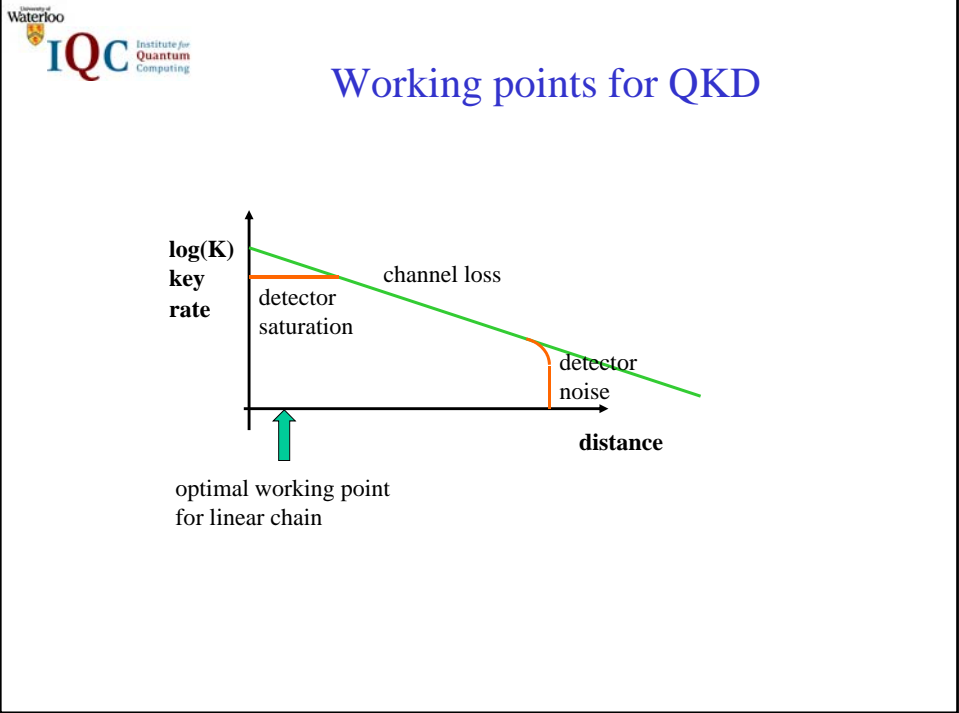 University of
Waterloo
IQC
Institute for
Quantum
Computing
Working points for QKD
log(K)
key
rate
channel loss
detector
saturation
detector
noise
distance
optimal working point
for linear chain